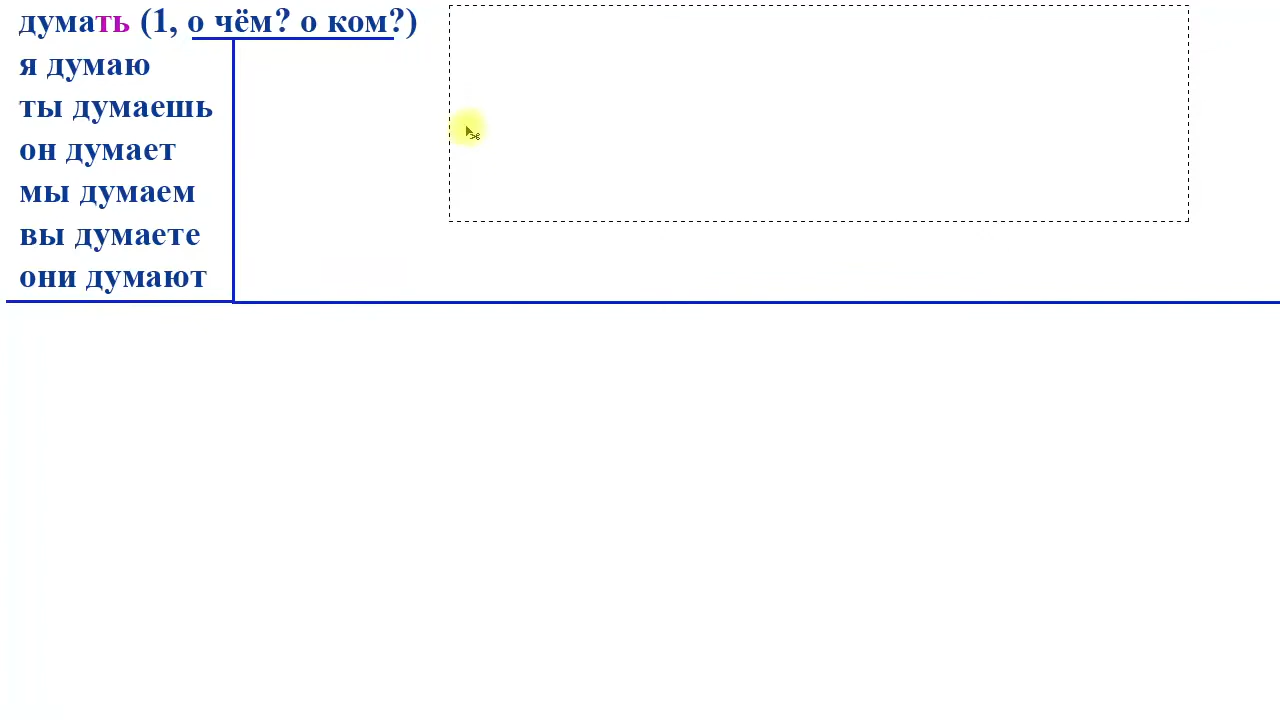 думать (1, о чём? о ком?)
я думаю
ты думаешь
он думает
мы думаем
вы думаете
они думают